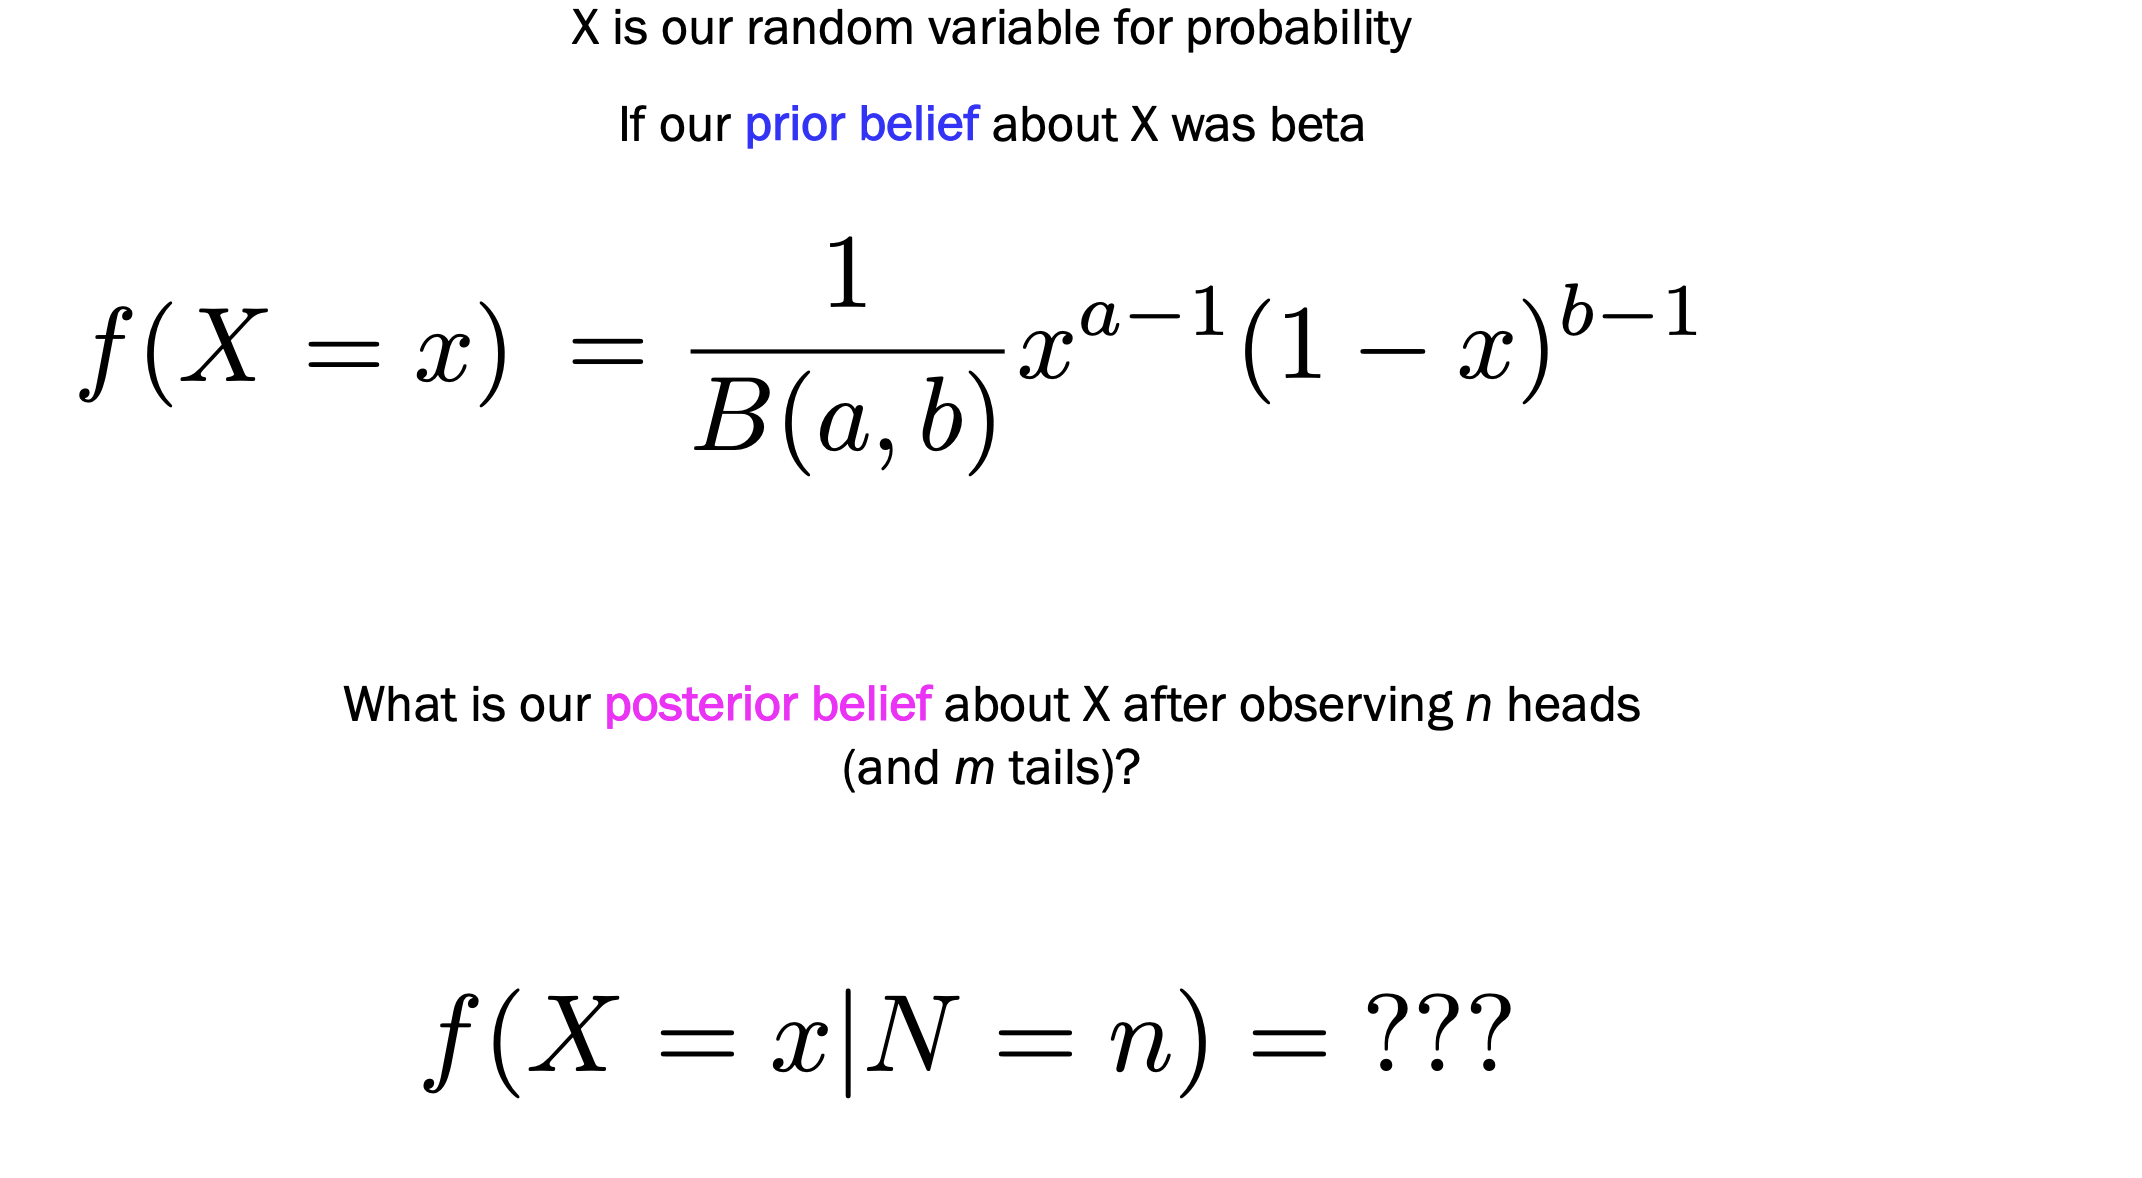 X is our random variable for probability
If our prior belief about X was beta
f(X = x) = \frac{1}{B(a, b)} x^{a-1}(1 - x)^{b-1}
What is our posterior belief about X after observing n heads
(and m tails)?
f(X = x|N = n) = ???